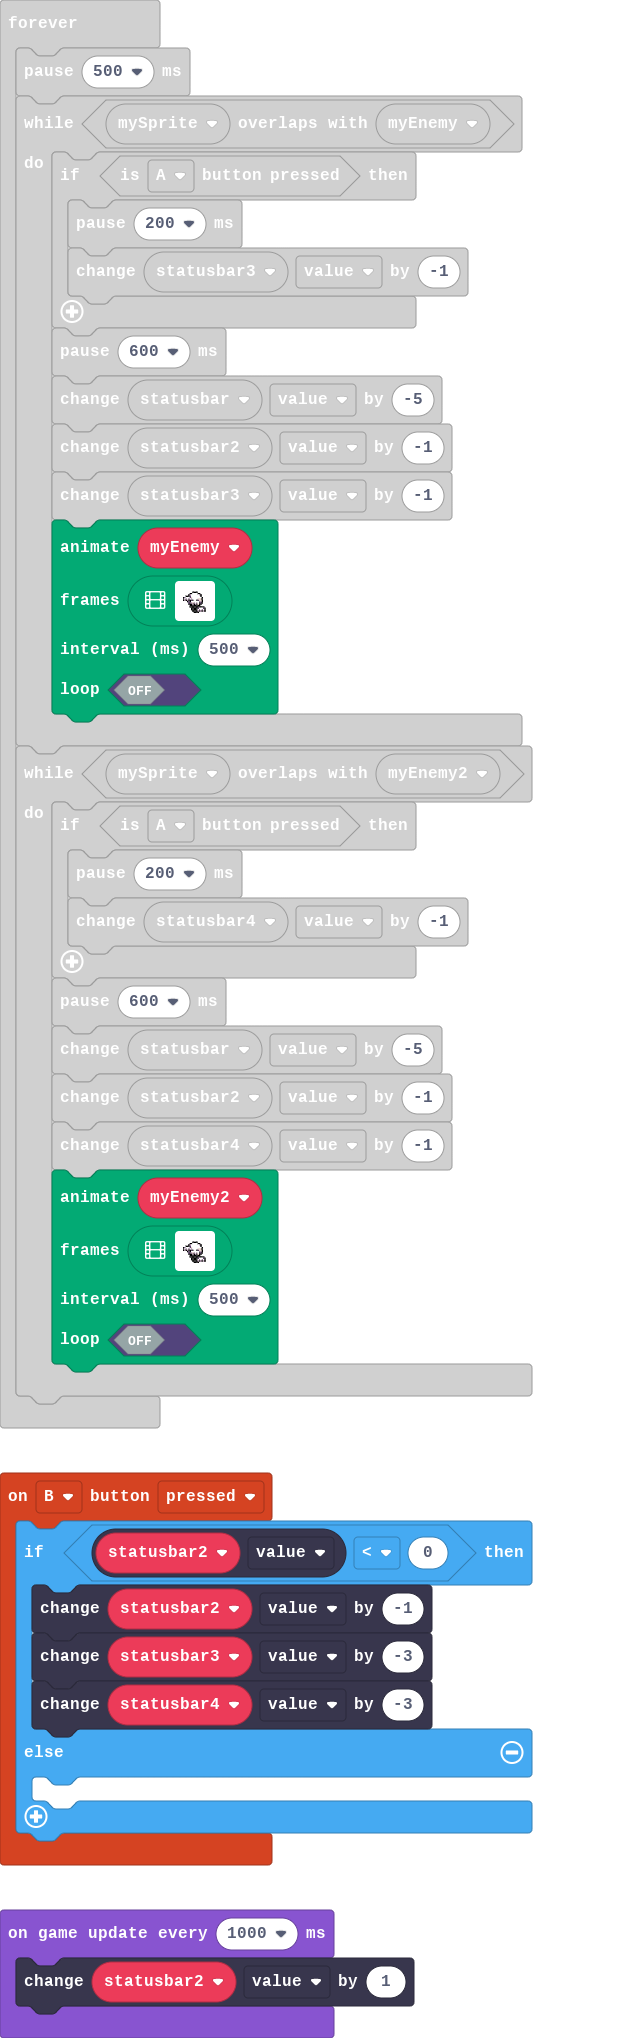 forever
pause 500 ms
while mySprite overlaps with myEnemy
do
if is A button pressed then
pause 200 ms
change statusbar3 value by -1
pause 600 ms
change statusbar value by -5
change statusbar2 value by -1
change statusbar3 value by -1
animate myEnemy
frames
interval (ms) 500
loop OFF
while mySprite overlaps with myEnemy2
do
if is A button pressed then
pause 200 ms
change statusbar4 value by -1
pause 600 ms
change statusbar value by -5
change statusbar2 value by -1
change statusbar4 value by -1
animate myEnemy2
frames
interval (ms) 500
loop OFF
on B button pressed
if statusbar2 value < 0 then
change statusbar2 value by -1
change statusbar3 value by -3
change statusbar4 value by -3
else
on game update every 1000 ms
change statusbar2 value by 1